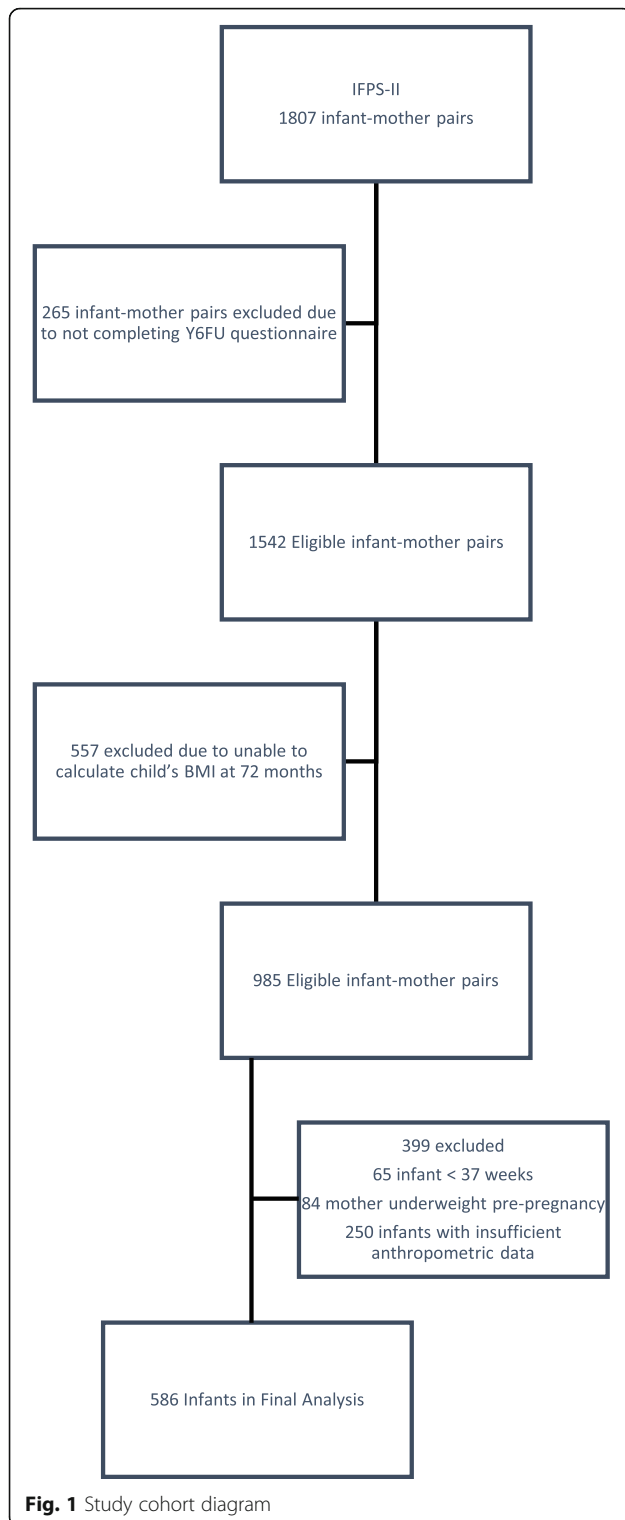 IFPS-II
1807 infant-mother pairs
265 infant-mother pairs excluded due
to not completing Y6FU questionnaire
1542 Eligible infant-mother pairs
557 excluded due to unable to
calculate child’s BMI at 72 months
985 Eligible infant-mother pairs
399 excluded
65 infant < 37 weeks
84 mother underweight pre-pregnancy
250 infants with insufficient
anthropometric data
586 Infants in Final Analysis
Fig. 1 Study cohort diagram